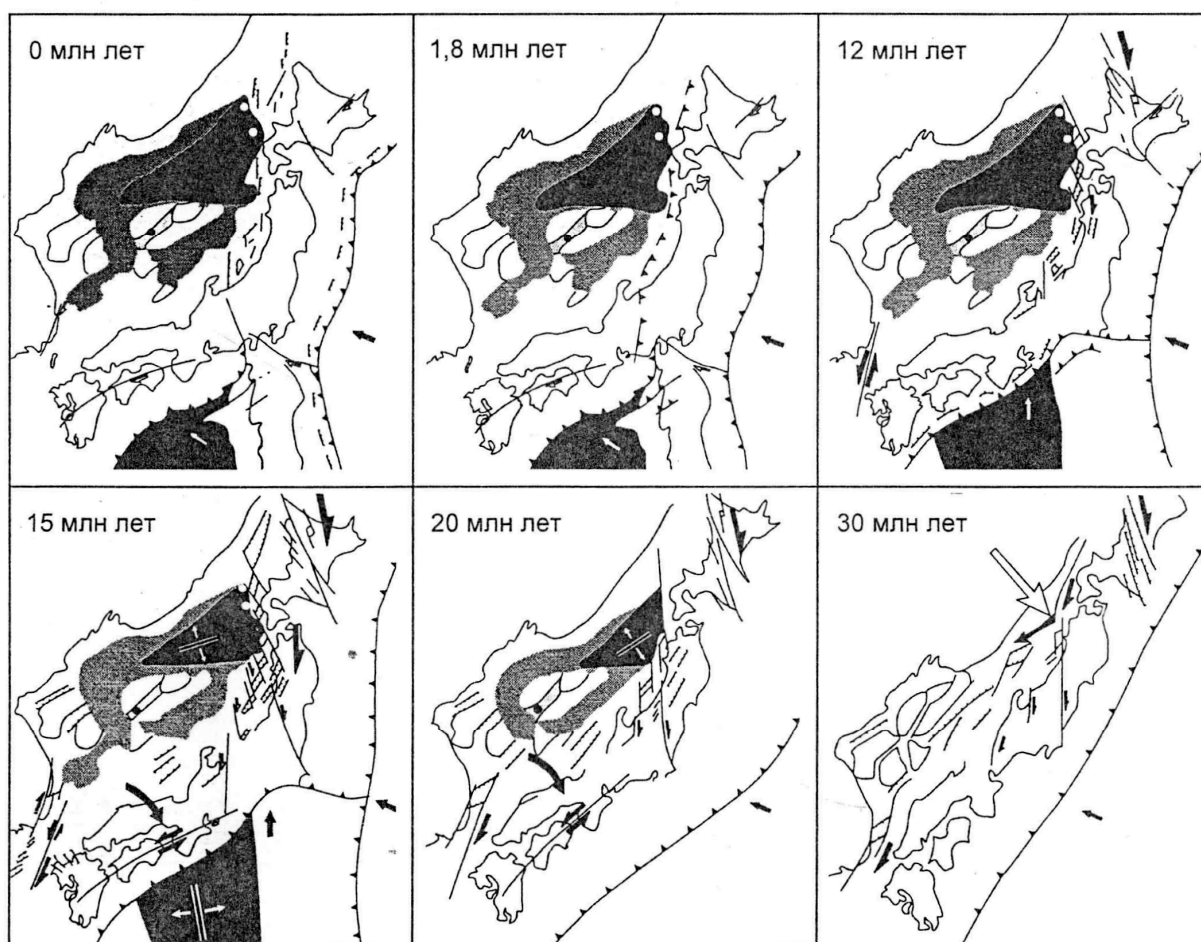 0 млн лет
1,8 млн лет
12 млн лет
15 млн лет
20 млн лет
30 млн лет